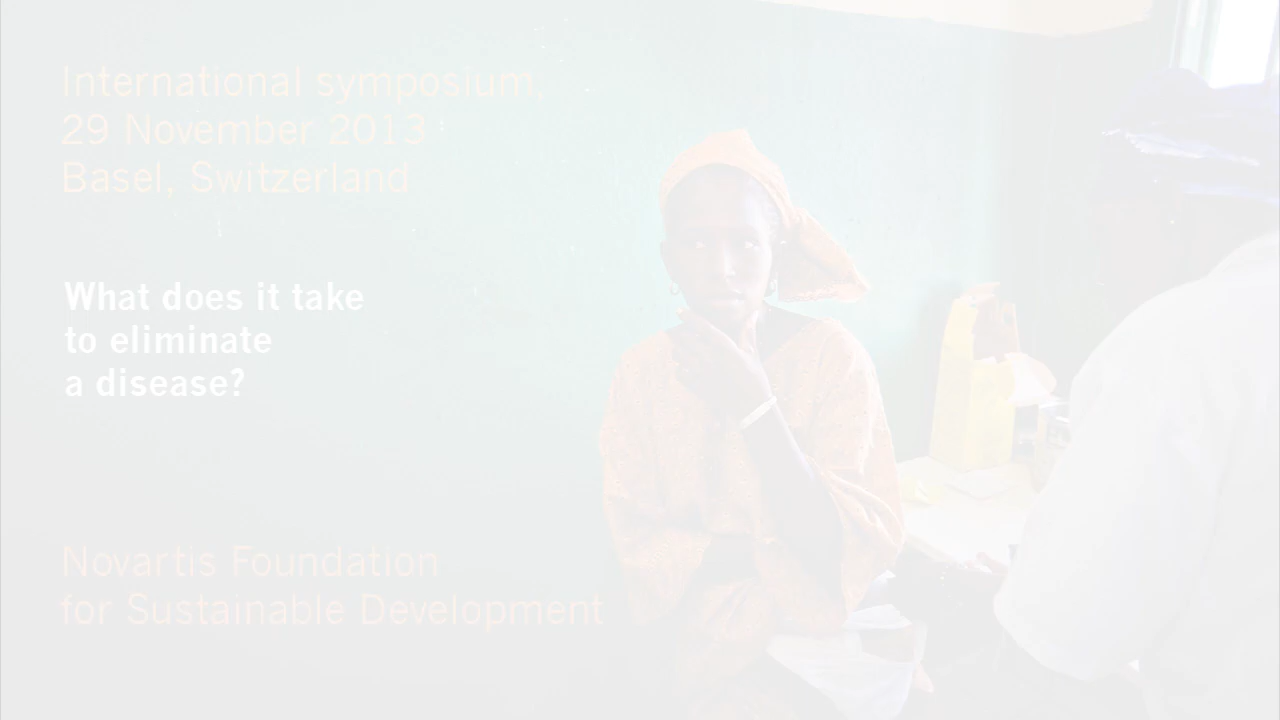 International symposium,
29 November 2013
Basel, Switzerland
What does it take
to eliminate
a disease?
Novartis Foundation
for Sustainable Development